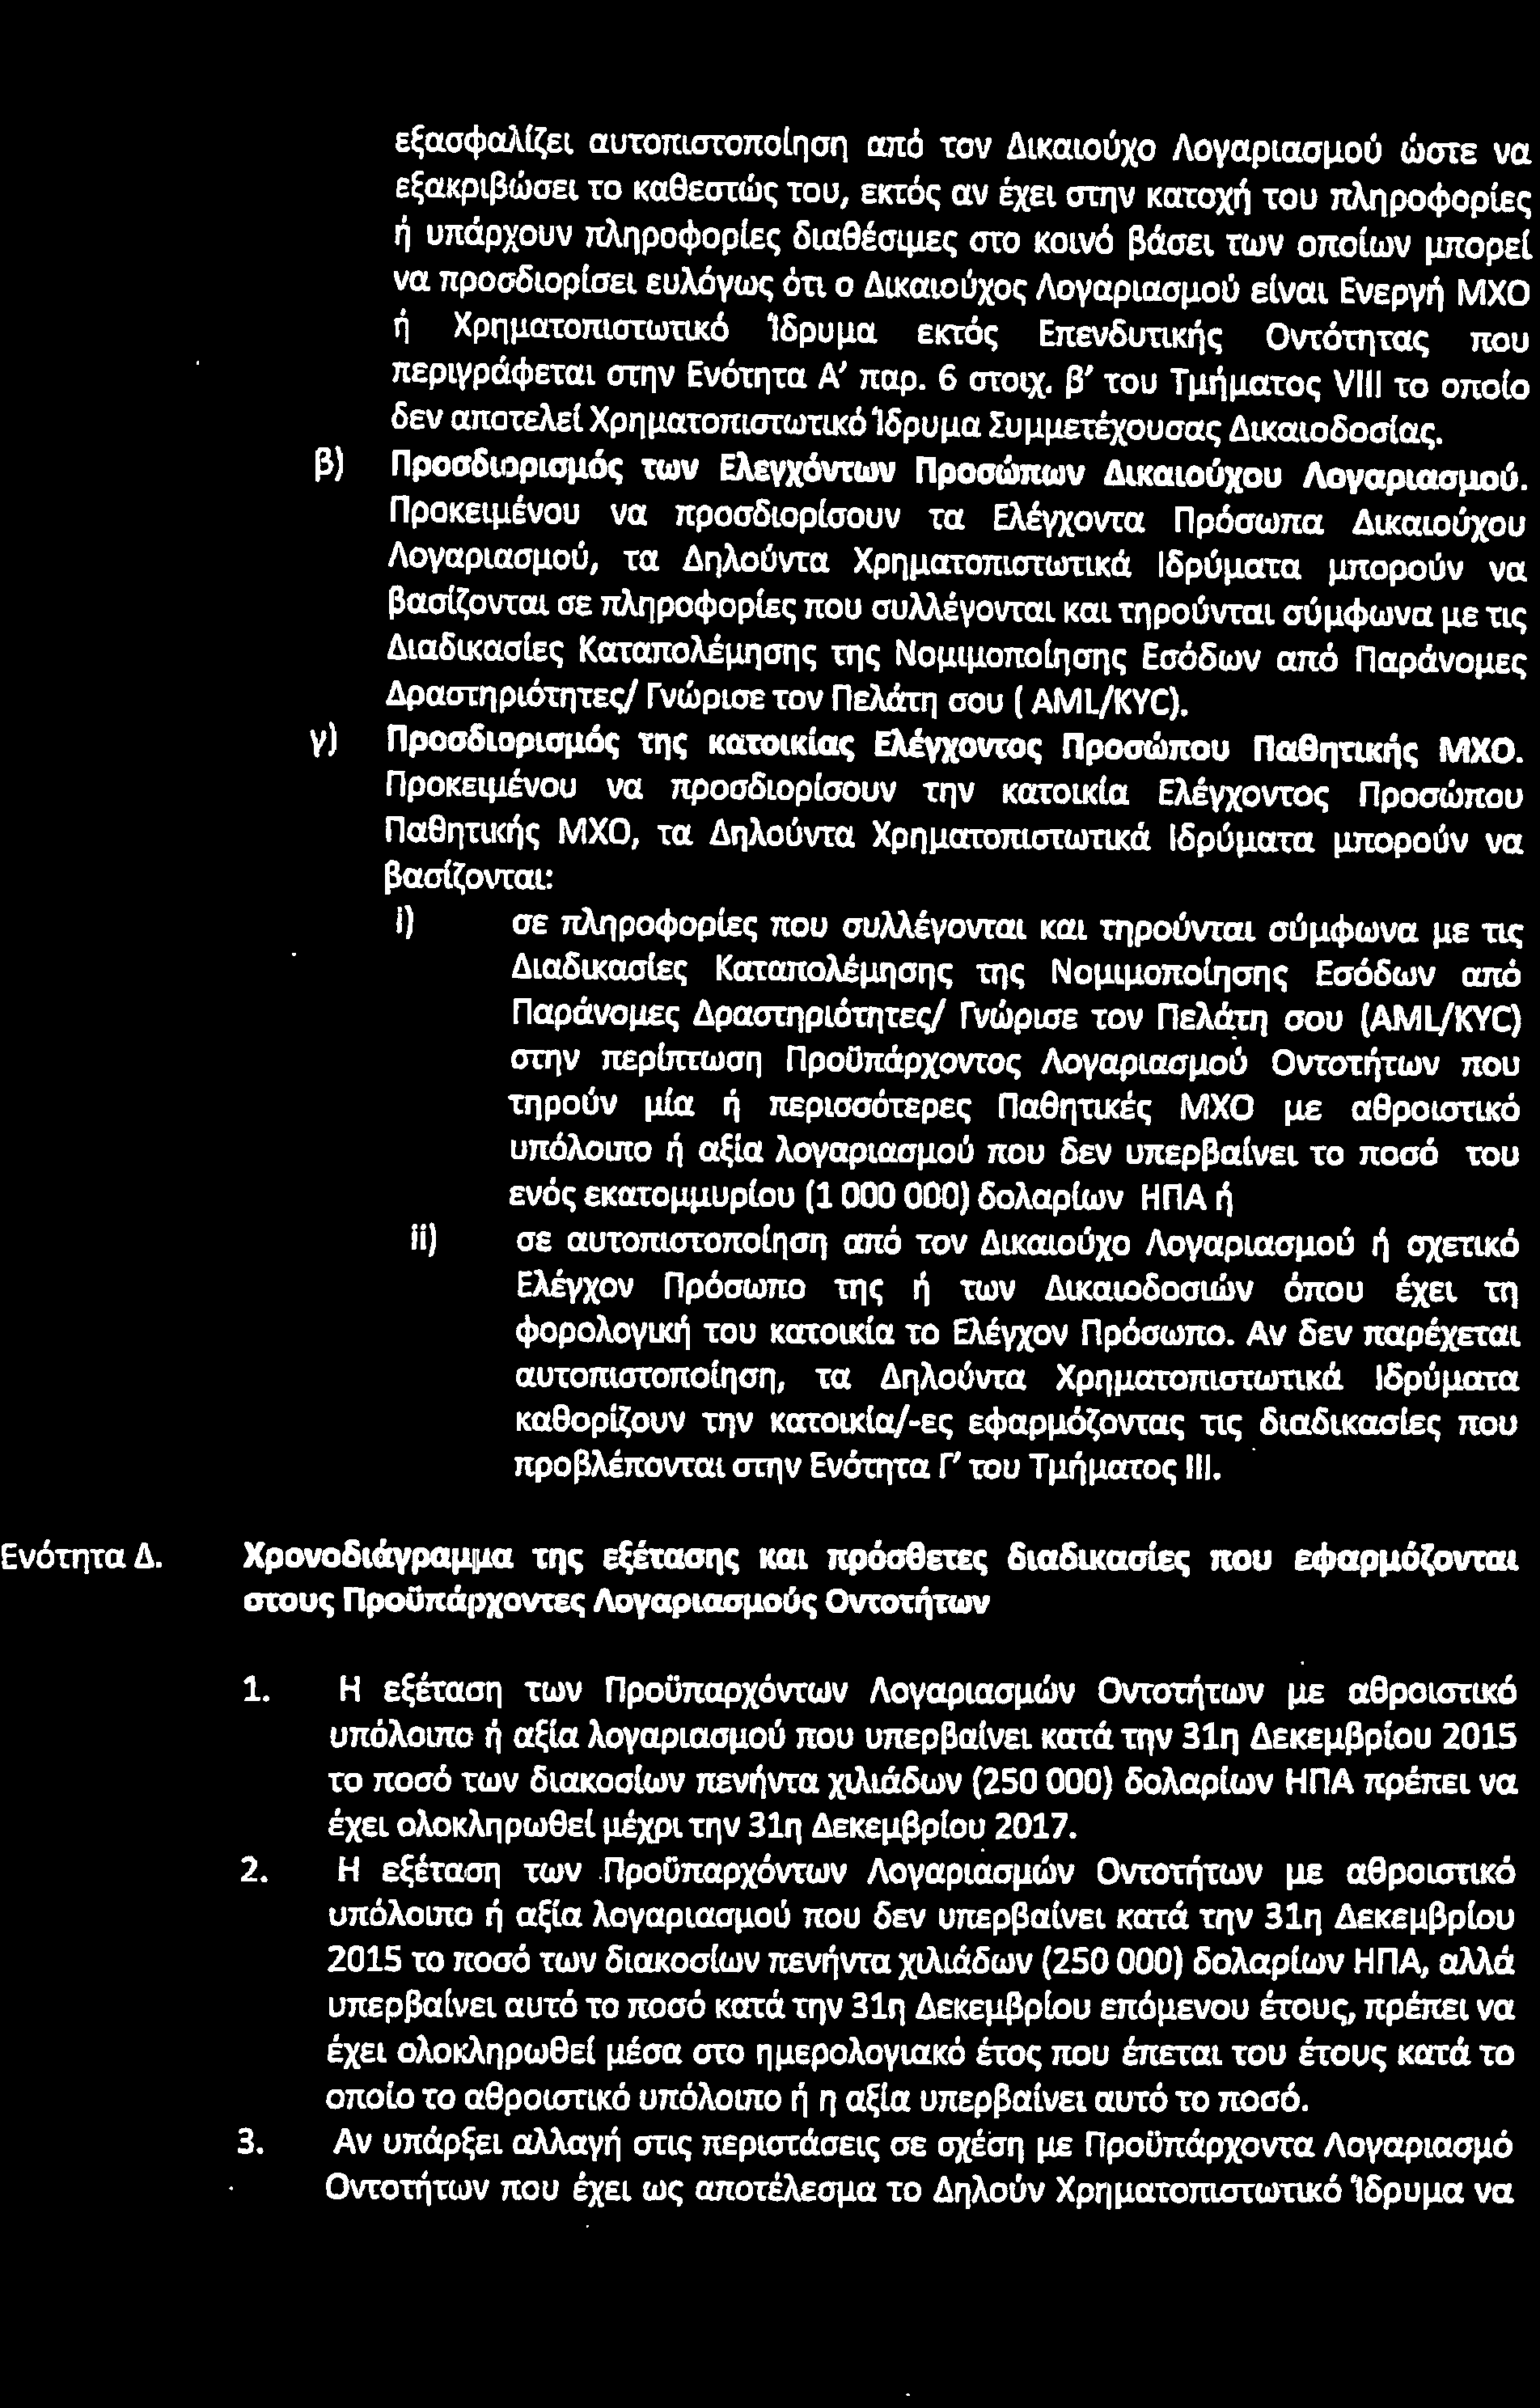 εξασφαλίζει αυτοπιστοποίηση από τον Δικαιούχο Λογαριασμού ώστε να
εξακριβώσει το καθεστώς του, εκτός αν έχει στην κατοχή του πληροφορίες
ή υπάρχουν πληροφορίες διαθέσιμες στο κοινό βάσει των οποίων μπορεί
να προσδιορίσει ευλόγως ότι ο Δικαιούχος Λογαριασμού είναι Ενεργή ΜΧΟ
ή Χρηματοπιστωτικό Ίδρυμα εκτός Επενδυτικής Οντότητας που
περιγράφεται στην Ενότητα Α' παρ. 6 στοιχ. β' του Τμήματος VIII το οποίο
δεν αποτελεί Χρηματοπιστωτικό Ίδρυμα Συμμετέχουσας Δικαιοδοσίας.
β) Προσδιορισμός των Ελεγχόντων Προσώπων Δικαιούχου Λογαριασμού.
Προκειμένου να προσδιορίσουν τα Ελέγχοντα Πρόσωπα Δικαιούχου
Λογαριασμού, τα Δηλούντα Χρηματοπιστωτικά Ιδρύματα μπορούν να
βασίζονται σε πληροφορίες που συλλέγονται και τηρούνται σύμφωνα με τις
Διαδικασίες Καταπολέμησης της Νομιμοποίησης Εσόδων από Παράνομες
Δραστηριότητες/ Γνώρισε τον Πελάτη σου ( AML/KYC).
γ) Προσδιορισμός της κατοικίας Ελέγχοντος Προσώπου Παθητικής ΜΧΟ.
Προκειμένου να προσδιορίσουν την κατοικία Ελέγχοντος Προσώπου
Παθητικής ΜΧΟ, τα Δηλούντα Χρηματοπιστωτικά Ιδρύματα μπορούν να
βασίζονται:
i) σε πληροφορίες που συλλέγονται και τηρούνται σύμφωνα με τις
Διαδικασίες Καταπολέμησης της Νομιμοποίησης Εσόδων από
Παράνομες Δραστηριότητες/ Γνώρισε τον Πελάτη σου (AML/KYC)
στην περίπτωση Προϋπάρχοντος Λογαριασμού Οντοτήτων που
τηρούν μία ή περισσότερες Παθητικές ΜΧΟ με αθροιστικό
υπόλοιπο ή αξία λογαριασμού που δεν υπερβαίνει το ποσό του
ενός εκατομμυρίου (1 000 000) δολαρίων ΗΠΑ ή
ii) σε αυτοπιστοποίηση από τον Δικαιούχο Λογαριασμού ή σχετικό
Ελέγχον Πρόσωπο της ή των Δικαιοδοσιών όπου έχει τη
φορολογική του κατοικία το Ελέγχον Πρόσωπο. Αν δεν παρέχεται
αυτοπιστοποίηση, τα Δηλούντα Χρηματοπιστωτικά Ιδρύματα
καθορίζουν την κατοικία/-ες εφαρμόζοντας τις διαδικασίες που
προβλέπονται στην Ενότητα Γ' του Τμήματος III.
Ενότητα Δ. Χρονοδιάγραμμα της εξέτασης και πρόσθετες διαδικασίες που εφαρμόζονται
στους Προϋπάρχοντες Λογαριασμούς Οντοτήτων
1. Η εξέταση των Προϋπαρχόντων Λογαριασμών Οντοτήτων με αθροιστικό
υπόλοιπο ή αξία λογαριασμού που υπερβαίνει κατά την 31η Δεκεμβρίου 2015
το ποσό των διακοσίων πενήντα χιλιάδων (250 000) δολαρίων ΗΠΑ πρέπει να
έχει ολοκληρωθεί μέχρι την 31η Δεκεμβρίου 2017.
2. Η εξέταση των Προϋπαρχόντων Λογαριασμών Οντοτήτων με αθροιστικό
υπόλοιπο ή αξία λογαριασμού που δεν υπερβαίνει κατά την 31η Δεκεμβρίου
2015 το ποσό των διακοσίων πενήντα χιλιάδων (250 000) δολαρίων ΗΠΑ, αλλά
υπερβαίνει αυτό το ποσό κατά την 31η Δεκεμβρίου επόμενου έτους, πρέπει να
έχει ολοκληρωθεί μέσα στο ημερολογιακό έτος που έπεται του έτους κατά το
οποίο το αθροιστικό υπόλοιπο ή η αξία υπερβαίνει αυτό το ποσό.
3. Αν υπάρξει αλλαγή στις περιστάσεις σε σχέση με Προϋπάρχοντα Λογαριασμό
Οντοτήτων που έχει ως αποτέλεσμα το Δηλούν Χρηματοπιστωτικό Ίδρυμα να